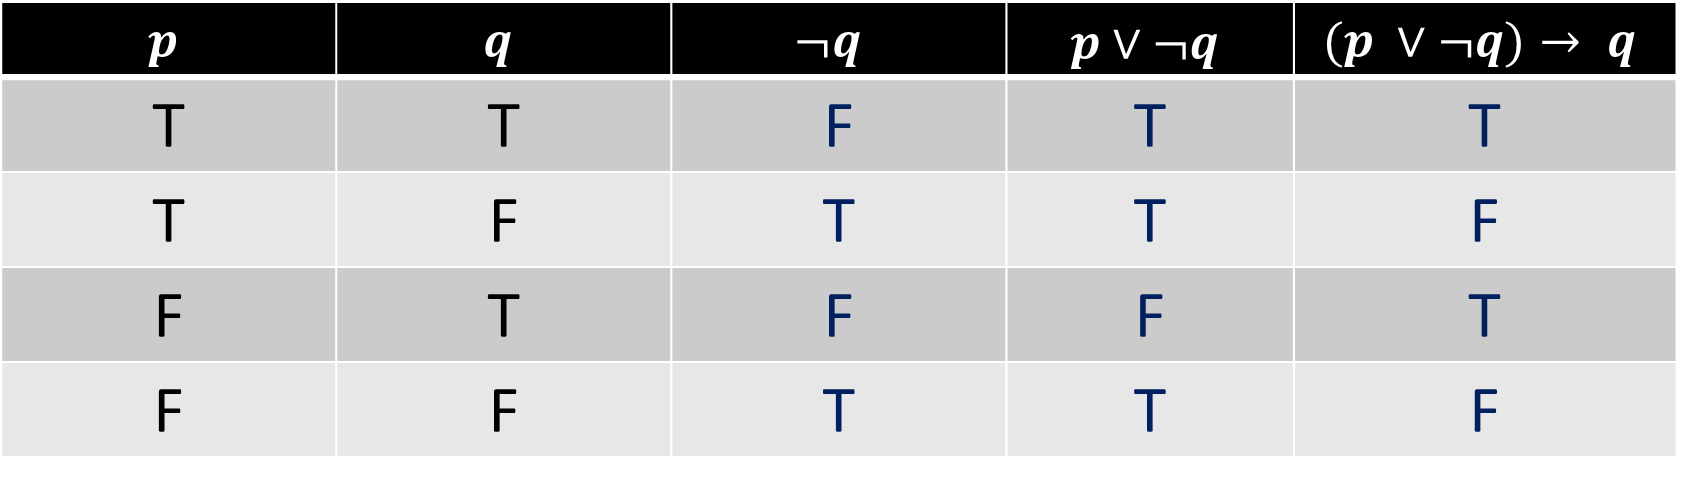 p q ¬q p ∨ ¬q (p ∨ ¬q) → q
T T F T T
T F T T F
F T F F T
F F T T F